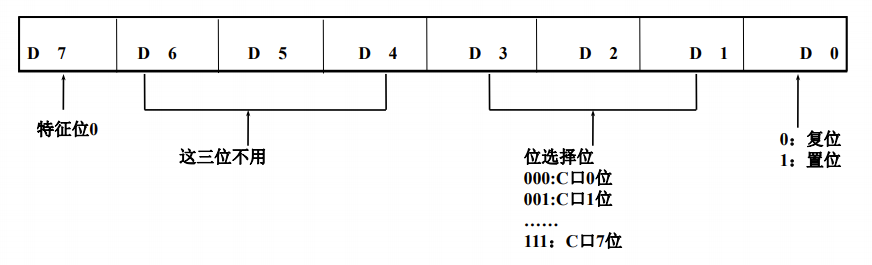 D 7 D 6 D 5 D 4 D 3 D 2 D 1 D 0
特征位0
这三位不用
位选择位
000:C口0位
001:C口1位
……
111：C口7位
0：复位
1：置位